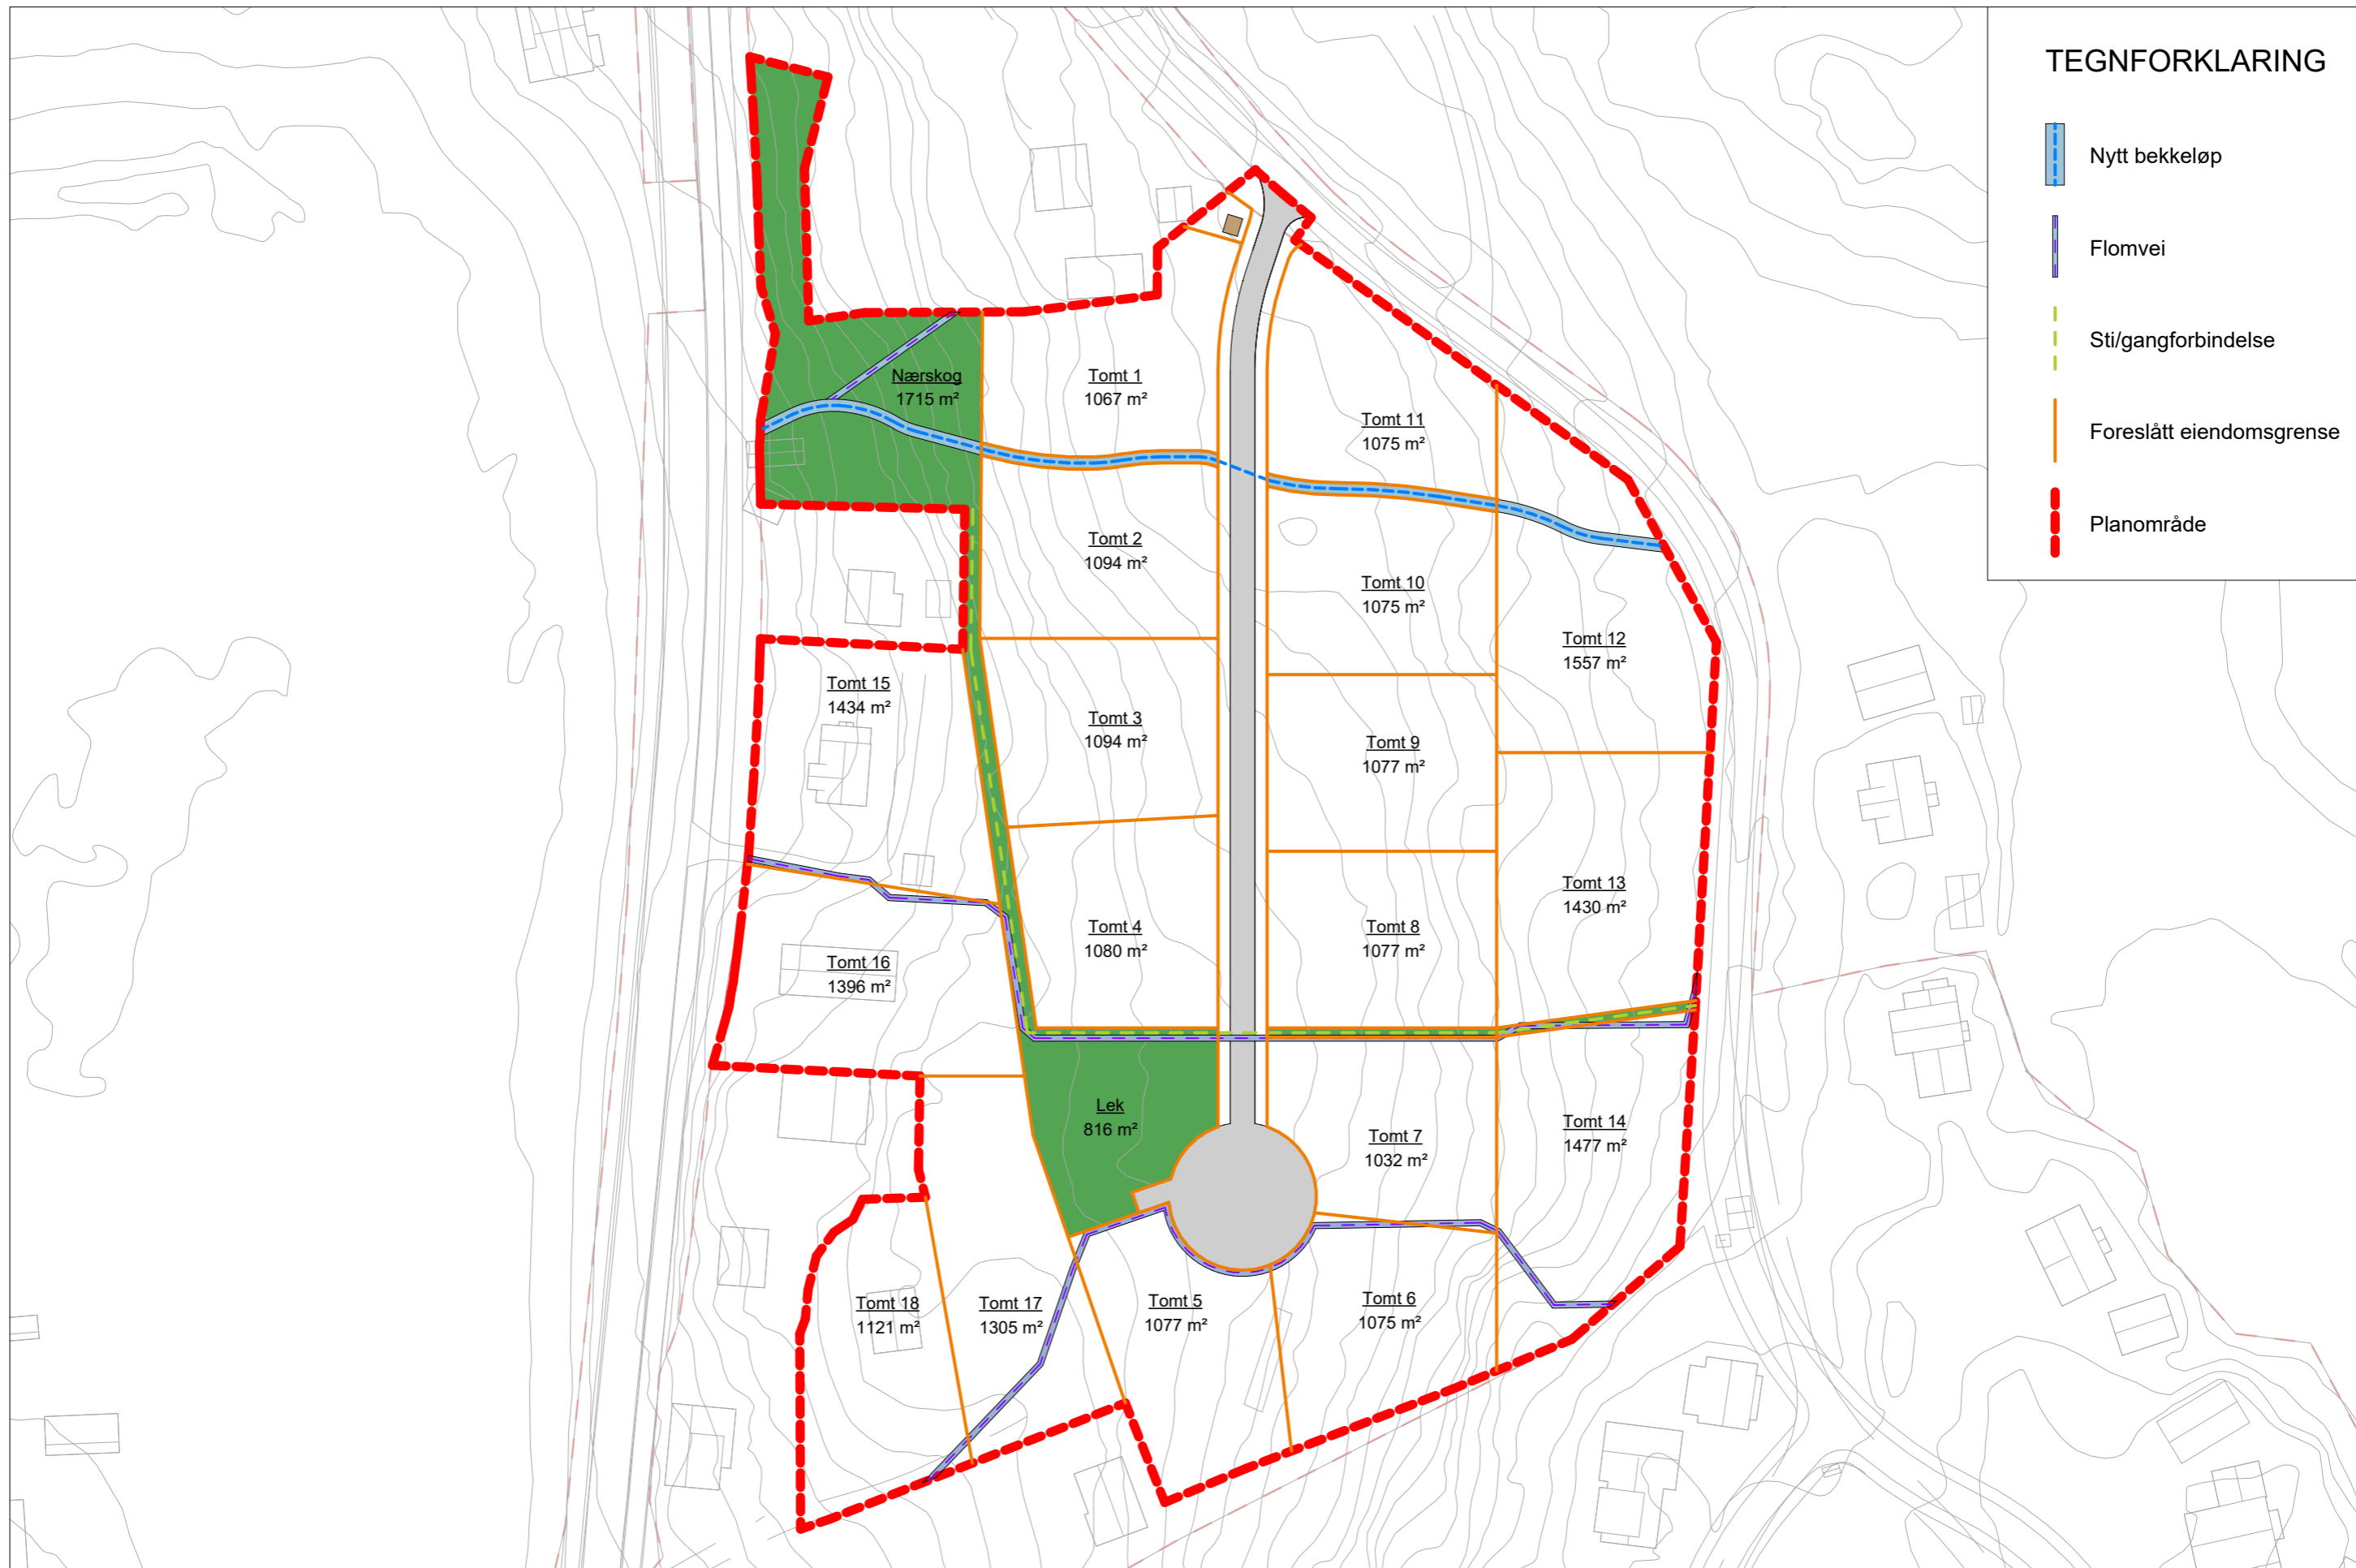 TEGNFORKLARING
Nytt bekkeløp
Flomvei
Sti/gangforbindelse
Foreslått eiendomsgrense
Planområde
Nærskog
1715 m²
Tomt 1
1067 m²
Tomt 11
1075 m²
Tomt 2
1094 m²
Tomt 10
1075 m²
Tomt 12
1557 m²
Tomt 15
1434 m²
Tomt 3
1094 m²
Tomt 9
1077 m²
Tomt 13
1430 m²
Tomt 4
1080 m²
Tomt 8
1077 m²
Tomt 16
1396 m²
Lek
816 m²
Tomt 7
1032 m²
Tomt 14
1477 m²
Tomt 18
1121 m²
Tomt 17
1305 m²
Tomt 5
1077 m²
Tomt 6
1075 m²